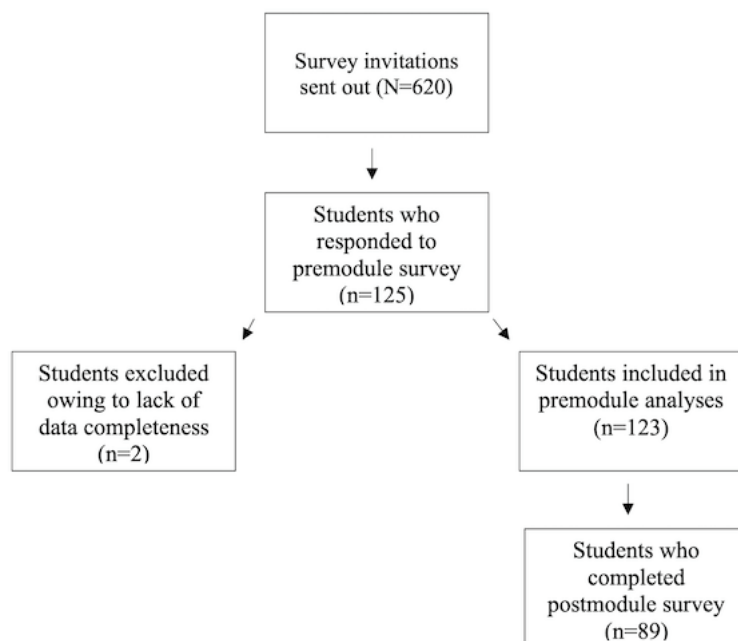 Survey invitations
sent out (N=620)
Students who
responded to
premodule survey
(n=125)
Students excluded
owing to lack of
data completeness
(n=2)
Students included in
premodule analyses
(n=123)
Students who
completed
postmodule survey
(n=89)